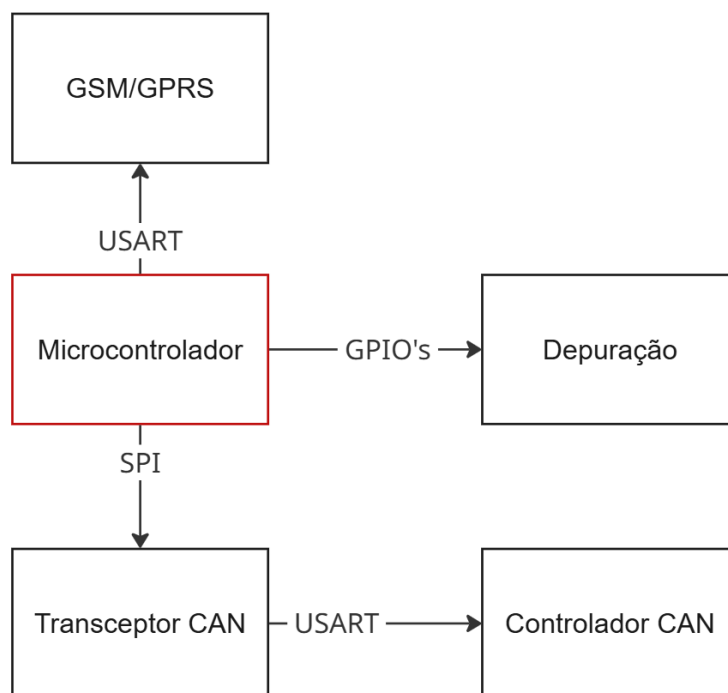 GSM/GPRS
USART
Microcontrolador
GPIO's
Depuração
SPI
Transceptor CAN
USART
Controlador CAN